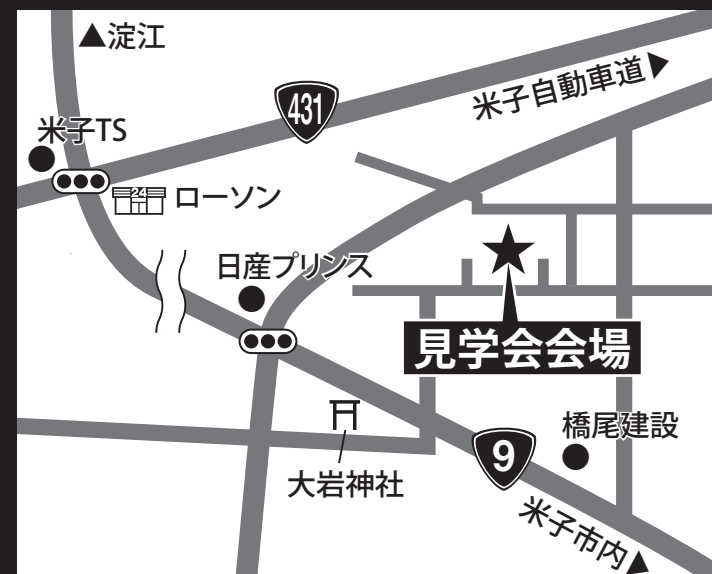 ▲淀江
431
米子自動車道▶
米子TS
24
ローソン
日産プリンス
見学会会場
橋尾建設
9
大岩神社
米子市内▲